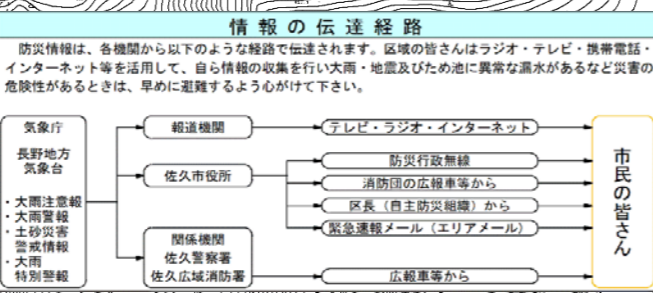 情報の伝達経路
防災情報は、各機関から以下のような経路で伝達されます。区域の皆さんはラジオ・テレビ・携帯電話・
インターネット等を活用して、自ら情報の収集を行い大雨・地震及びため池に異常な漏水があるなど災害の
危険性があるときは、早めに避難するよう心がけて下さい。
気象庁
長野地方
気象台
・大雨注意報
・大雨警報
・土砂災害
警戒情報
・大雨
特別警報
報道機関
佐久市役所
関係機関
佐久警察署
佐久広域消防署
テレビ・ラジオ・インターネット
防災行政無線
消防団の広報車等から
区長（自主防災組織）から
緊急速報メール（エリアメール）
広報車等から
市民の皆さん